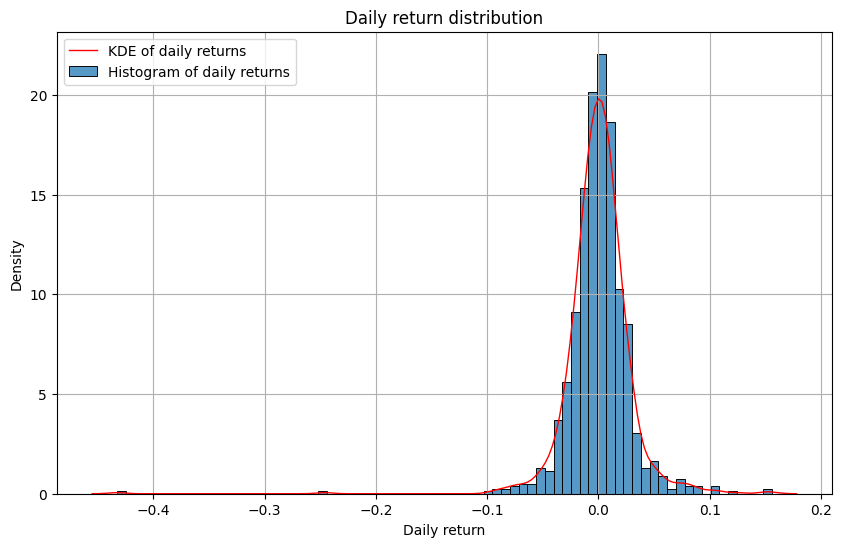 Daily return distribution
KDE of daily returns
Histogram of daily returns
20
15
10
5
0
Density
−0.4 −0.3 −0.2 −0.1 0.0 0.1 0.2
Daily return